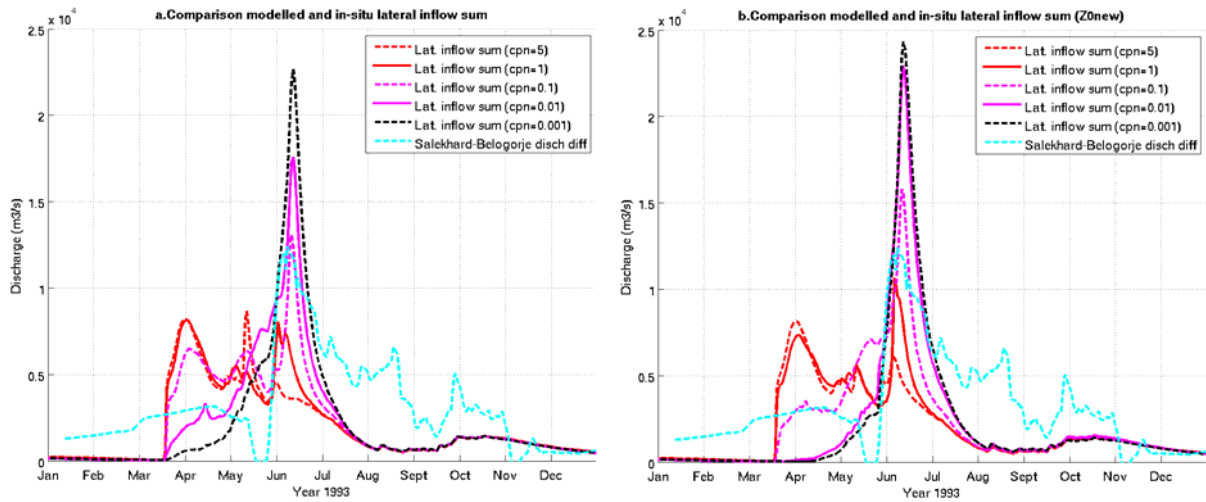 a.Comparison modelled and in-situ lateral inflow sum
x 10^4
2.5
2
1.5
1
0.5
0
Discharge (m3/s)
Lat. inflow sum (cpn=5)
Lat. inflow sum (cpn=1)
Lat. inflow sum (cpn=0.1)
Lat. inflow sum (cpn=0.01)
Lat. inflow sum (cpn=0.001)
Salekhard-Belogorje disch diff
Jan Feb Mar Apr May Jun Jul Aug Sept Oct Nov Dec
Year 1993
b.Comparison modelled and in-situ lateral inflow sum (Z0new)
x 10^4
2.5
2
1.5
1
0.5
0
Discharge (m3/s)
Lat. inflow sum (cpn=5)
Lat. inflow sum (cpn=1)
Lat. inflow sum (cpn=0.1)
Lat. inflow sum (cpn=0.01)
Lat. inflow sum (cpn=0.001)
Salekhard-Belogorje disch diff
Jan Feb Mar Apr May Jun Jul Aug Sept Oct Nov Dec
Year 1993